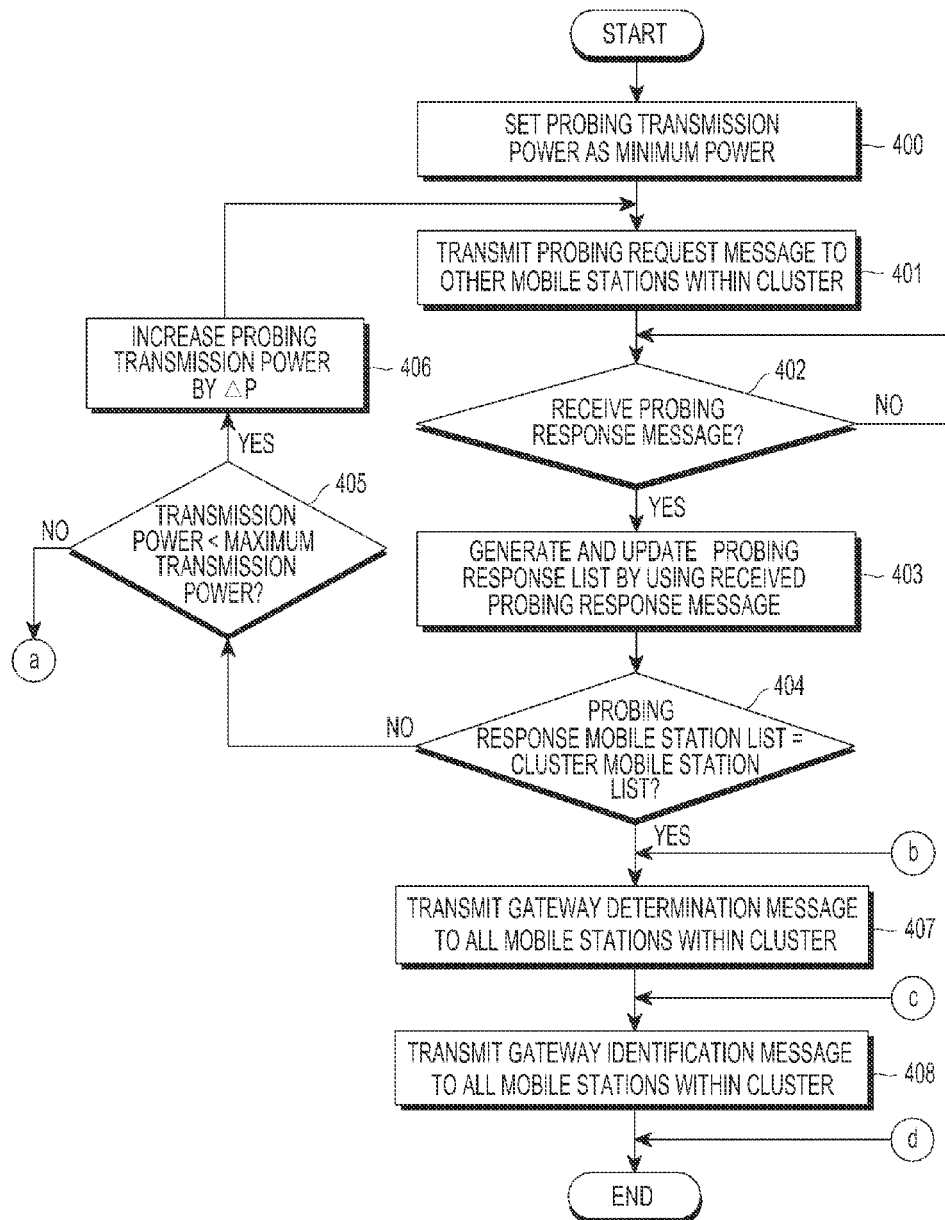 START
SET PROBING TRANSMISSION
POWER AS MINIMUM POWER
400
TRANSMIT PROBING REQUEST MESSAGE TO
OTHER MOBILE STATIONS WITHIN CLUSTER
401
INCREASE PROBING
TRANSMISSION POWER
BY △P
406
402
RECEIVE PROBING
RESPONSE MESSAGE?
NO
YES
YES
405
TRANSMISSION
POWER < MAXIMUM
TRANSMISSION
POWER?
NO
a
GENERATE AND UPDATE PROBING
RESPONSE LIST BY USING RECEIVED
PROBING RESPONSE MESSAGE
403
404
PROBING
RESPONSE MOBILE STATION LIST =
CLUSTER MOBILE STATION
LIST?
NO
YES
b
TRANSMIT GATEWAY DETERMINATION MESSAGE
TO ALL MOBILE STATIONS WITHIN CLUSTER
407
c
TRANSMIT GATEWAY IDENTIFICATION MESSAGE
TO ALL MOBILE STATIONS WITHIN CLUSTER
408
d
END